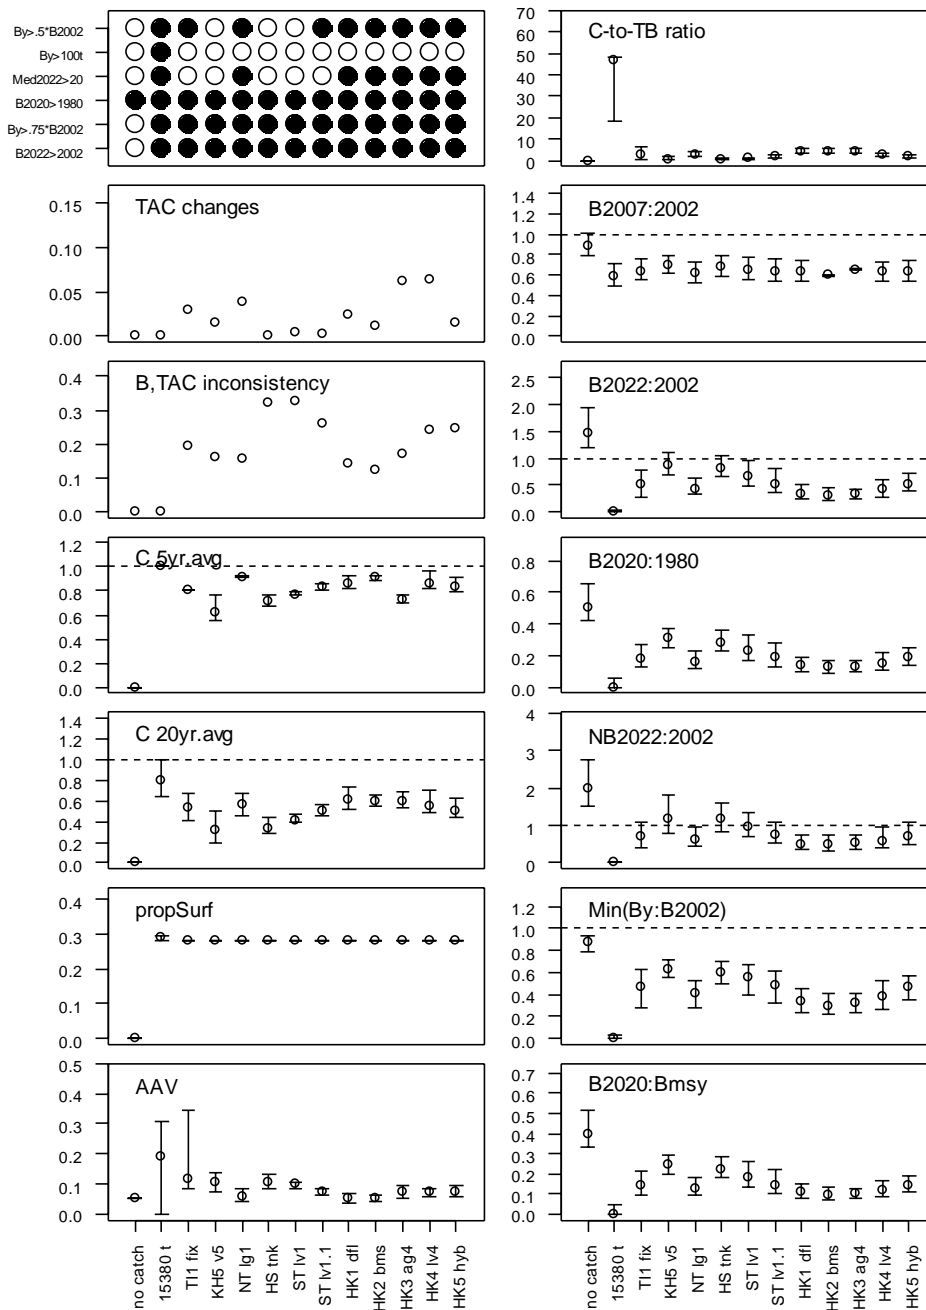 By>.5*B2002
By>100t
Med2022>20
B2020>1980
By>.75*B2002
B2022>2002
C-to-TB ratio
70
60
50
40
30
20
10
0
TAC changes
0.15
0.10
0.05
0.00
B2007:2002
1.4
1.2
1.0
0.8
0.6
0.4
0.2
0.0
B,TAC inconsistency
0.4
0.3
0.2
0.1
0.0
B2022:2002
2.5
2.0
1.5
1.0
0.5
0.0
C 5yr.avg
1.2
1.0
0.8
0.6
0.4
0.2
0.0
B2020:1980
0.8
0.6
0.4
0.2
0.0
C 20yr.avg
1.4
1.2
1.0
0.8
0.6
0.4
0.2
0.0
NB2022:2002
4
3
2
1
0
propSurf
0.4
0.3
0.2
0.1
0.0
Min(By:B2002)
1.2
1.0
0.8
0.6
0.4
0.2
0.0
AAV
0.5
0.4
0.3
0.2
0.1
0.0
B2020:Bmsy
0.7
0.6
0.5
0.4
0.3
0.2
0.1
0.0
no catch
15380 t
TI1 fix
KH5 v5
NT lg1
HS tnk
ST lv1
ST lv1.1
HK1 dfl
HK2 bms
HK3 ag4
HK4 lv4
HK5 hyb
no catch
15380 t
TI1 fix
KH5 v5
NT lg1
HS tnk
ST lv1
ST lv1.1
HK1 dfl
HK2 bms
HK3 ag4
HK4 lv4
HK5 hyb